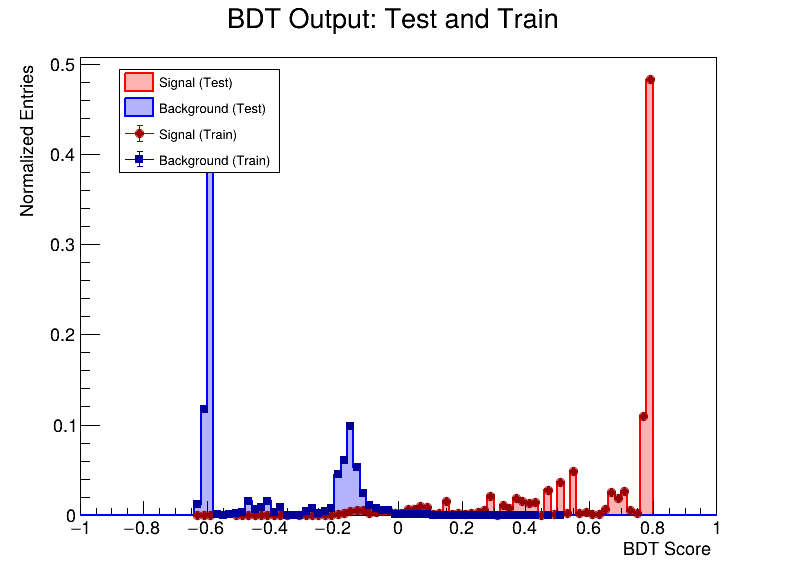 BDT Output: Test and Train
Normalized Entries
0.5
0.4
0.3
0.2
0.1
0
Signal (Test)
Background (Test)
Signal (Train)
Background (Train)
−1 −0.8 −0.6 −0.4 −0.2 0 0.2 0.4 0.6 0.8 1
BDT Score